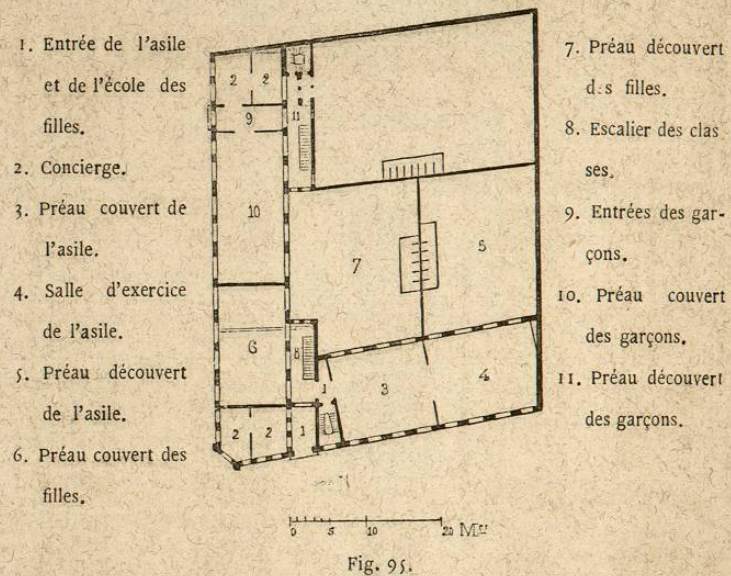 1. Entrée de l'asile
et de l'école des
filles.
2. Concierge.
3. Préau couvert de
l'asile.
4. Salle d'exercice
de l'asile.
5. Préau découvert
de l'asile.
6. Préau couvert des
filles.
2 2
9
11
10
7
5
6
8
1
3
4
2 2
1
0 5 10 20 Mtr
Fig. 95.
7. Préau découvert
des filles.
8. Escalier des clas
ses.
9. Entrées des gar-
çons.
10. Préau couvert
des garçons.
11. Préau découvert
des garçons.